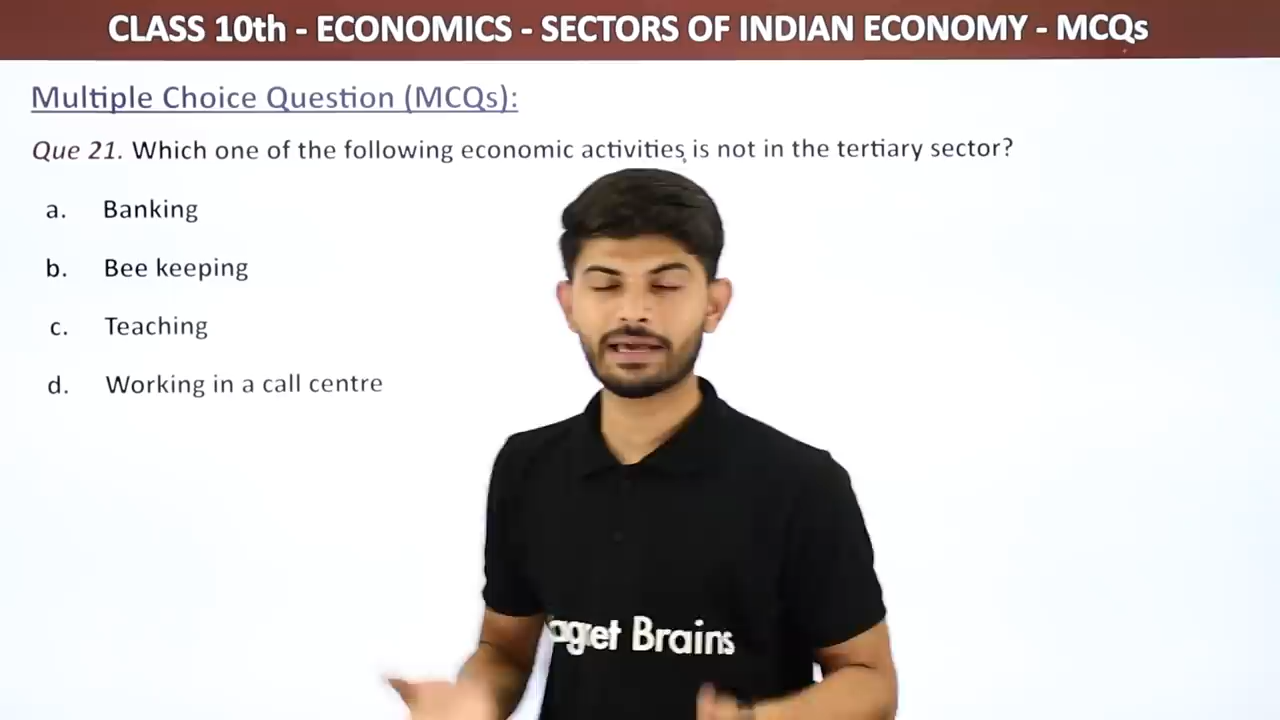 CLASS 10th - ECONOMICS - SECTORS OF INDIAN ECONOMY - MCQs
Multiple Choice Question (MCQs):
Que 21. Which one of the following economic activities is not in the tertiary sector?
a. Banking
b. Bee keeping
c. Teaching
d. Working in a call centre
Brains